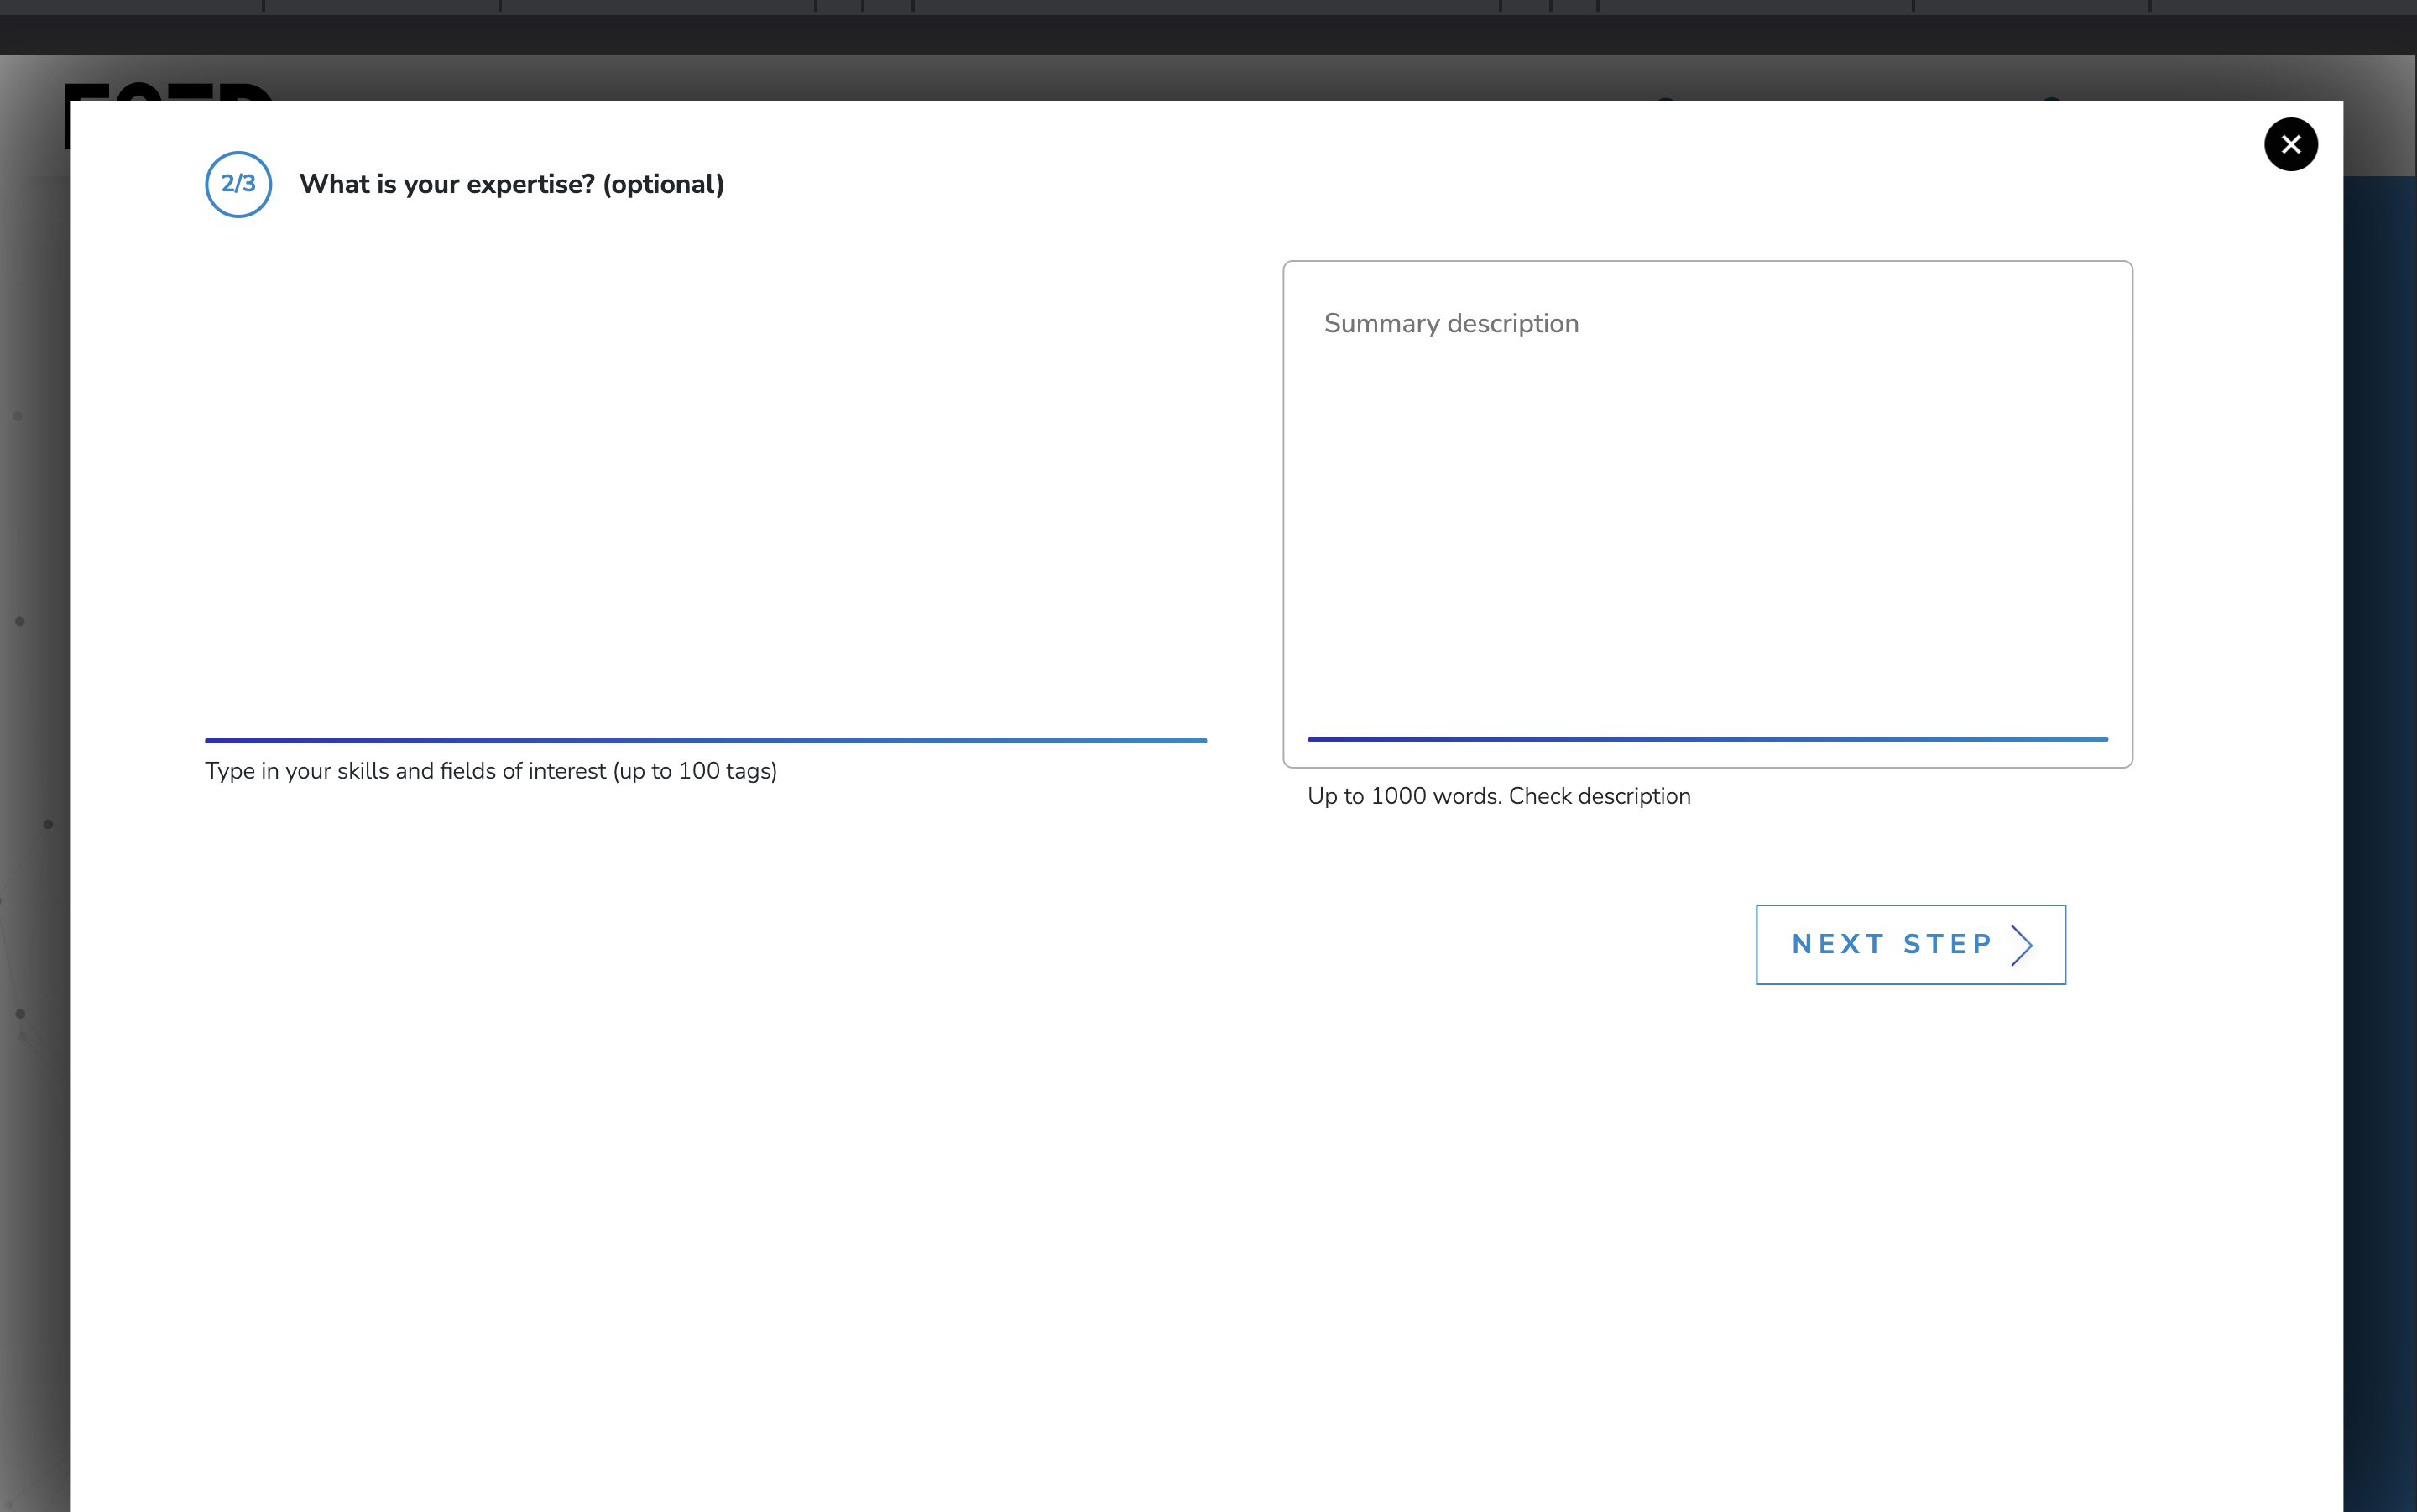 2/3
What is your expertise? (optional)
Summary description
Type in your skills and fields of interest (up to 100 tags)
Up to 1000 words. Check description
NEXT STEP